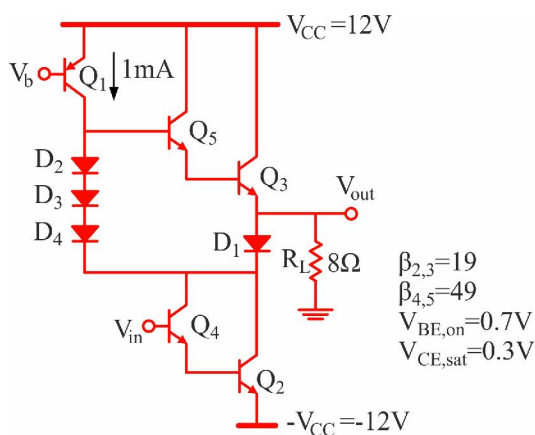 V_CC=12V
V_b
Q_1
1mA
Q_5
D_2
D_3
D_4
Q_3
V_out
D_1
R_L
8Ω
V_in
Q_4
Q_2
β_2,3=19
β_4,5=49
V_BE,on=0.7V
V_CE,sat=0.3V
-V_CC=-12V